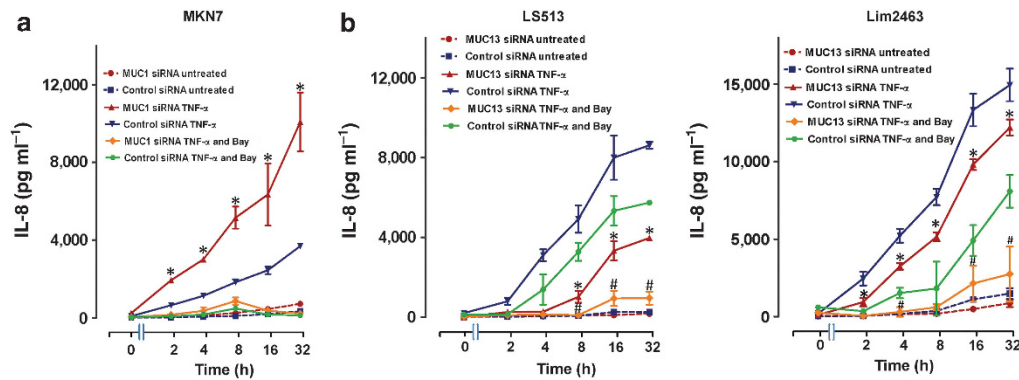 a
MKN7
MUC1 siRNA untreated
Control siRNA untreated
MUC1 siRNA TNF-α
Control siRNA TNF-α
MUC1 siRNA TNF-α and Bay
Control siRNA TNF-α and Bay
IL-8 (pg ml⁻¹)
12,000
8,000
4,000
0
* * * * *
0 2 4 8 16 32
Time (h)
b
LS513
MUC13 siRNA untreated
Control siRNA untreated
MUC13 siRNA TNF-α
Control siRNA TNF-α
MUC13 siRNA TNF-α and Bay
Control siRNA TNF-α and Bay
IL-8 (pg ml⁻¹)
12,000
8,000
4,000
0
* * *
# # #
0 2 4 8 16 32
Time (h)
Lim2463
MUC13 siRNA untreated
Control siRNA untreated
MUC13 siRNA TNF-α
Control siRNA TNF-α
MUC13 siRNA TNF-α and Bay
Control siRNA TNF-α and Bay
IL-8 (pg ml⁻¹)
15,000
10,000
5,000
0
* * * * *
# # #
0 2 4 8 16 32
Time (h)